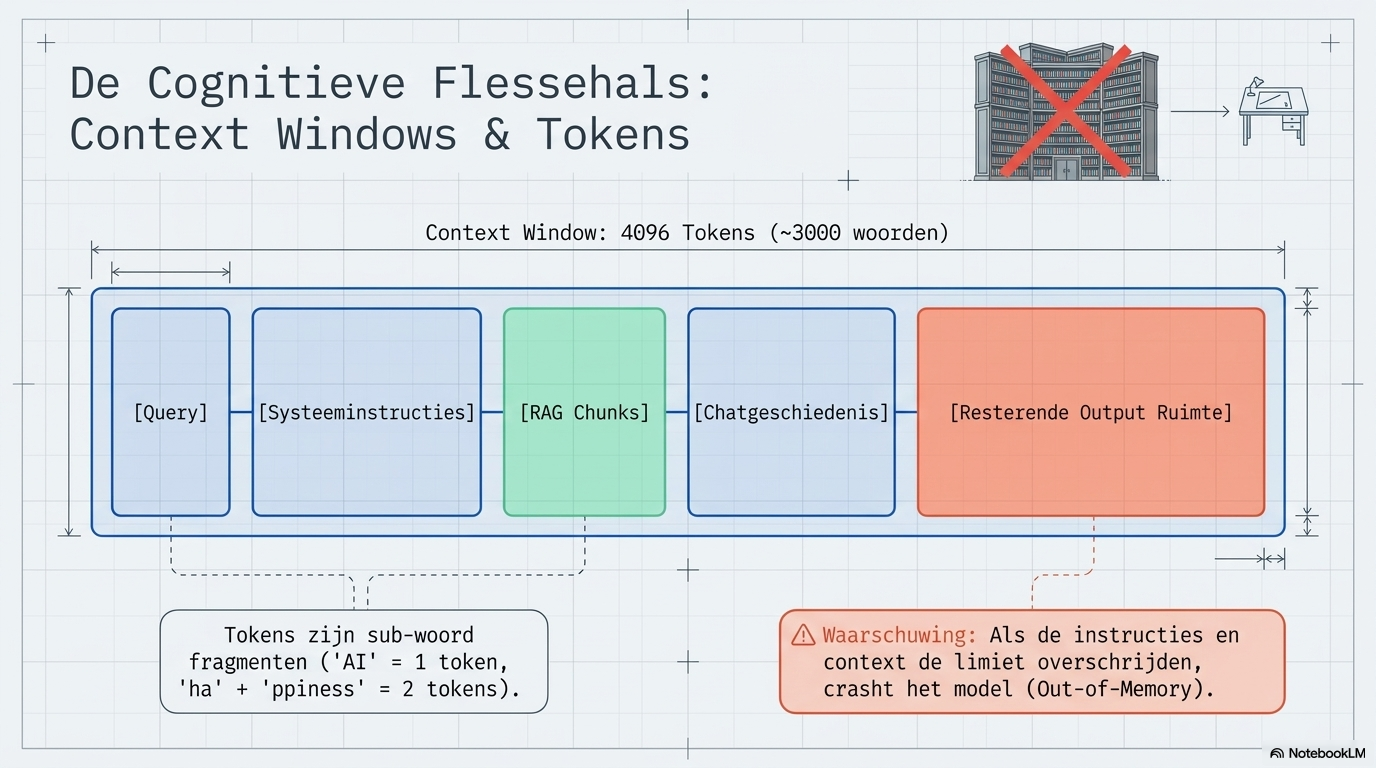 De Cognitieve Flessehals:
Context Windows & Tokens
Context Window: 4096 Tokens (~3000 woorden)
[Query]
[Systeeminstructies]
[RAG Chunks]
[Chatgeschiedenis]
[Resterende Output Ruimte]
Tokens zijn sub-woord
fragmenten ('AI' = 1 token,
'ha' + 'ppiness' = 2 tokens).
Waarschuwing: Als de instructies en
context de limiet overschrijden,
crasht het model (Out-of-Memory).
NotebookLM